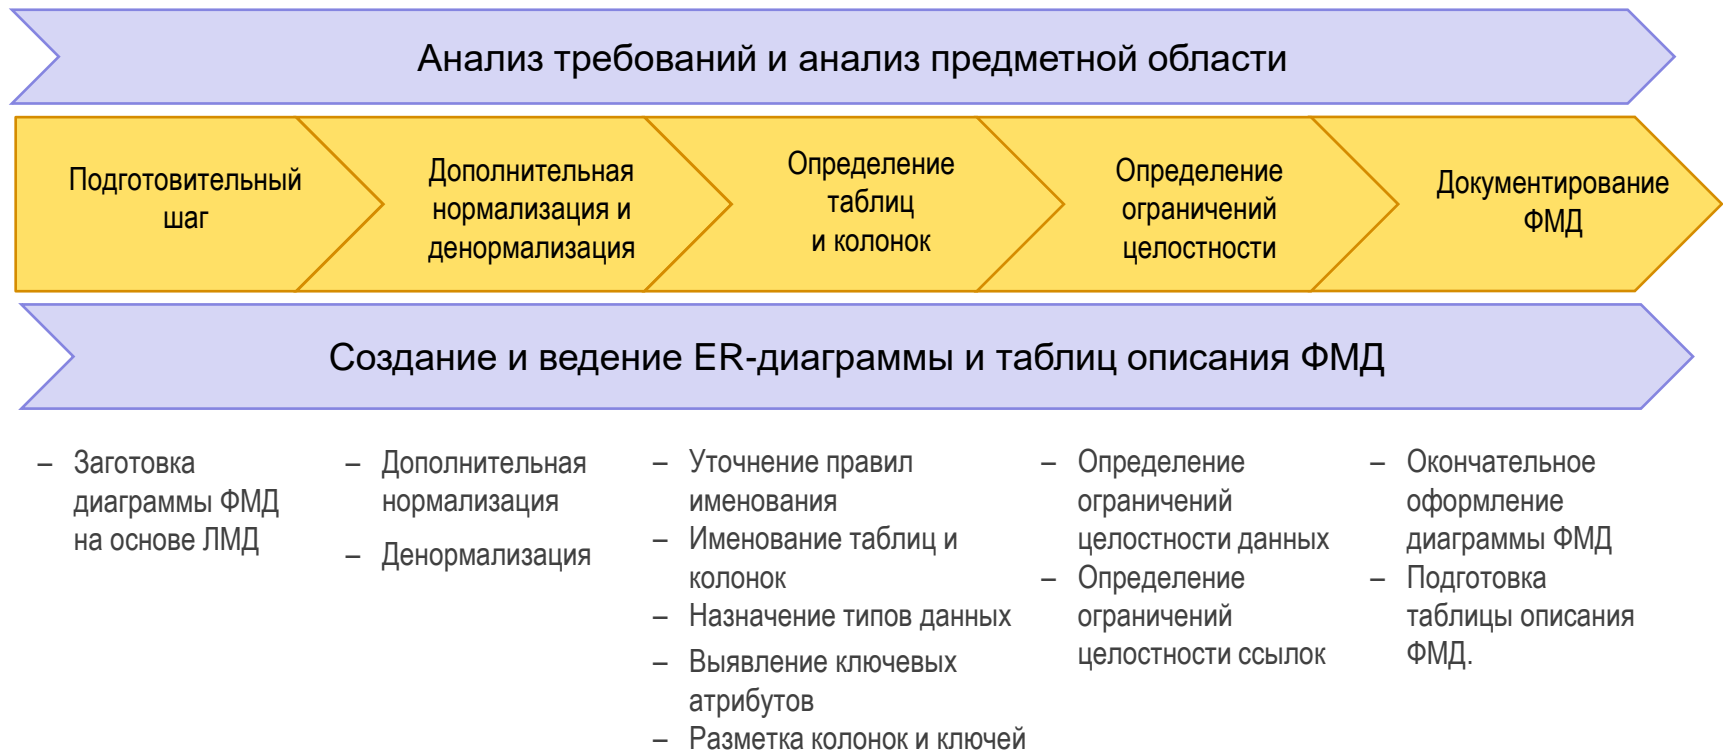 Анализ требований и анализ предметной области
Подготовительный
шаг
Дополнительная
нормализация и
денормализация
Определение
таблиц
и колонок
Определение
ограничений
целостности
Документирование
ФМД
Создание и ведение ER-диаграммы и таблиц описания ФМД
– Заготовка
диаграммы ФМД
на основе ЛМД
– Дополнительная
нормализация
– Денормализация
– Уточнение правил
именования
– Именование таблиц и
колонок
– Назначение типов данных
– Выявление ключевых
атрибутов
– Разметка колонок и ключей
– Определение
ограничений
целостности данных
– Определение
ограничений
целостности ссылок
– Окончательное
оформление
диаграммы ФМД
– Подготовка
таблицы описания
ФМД.